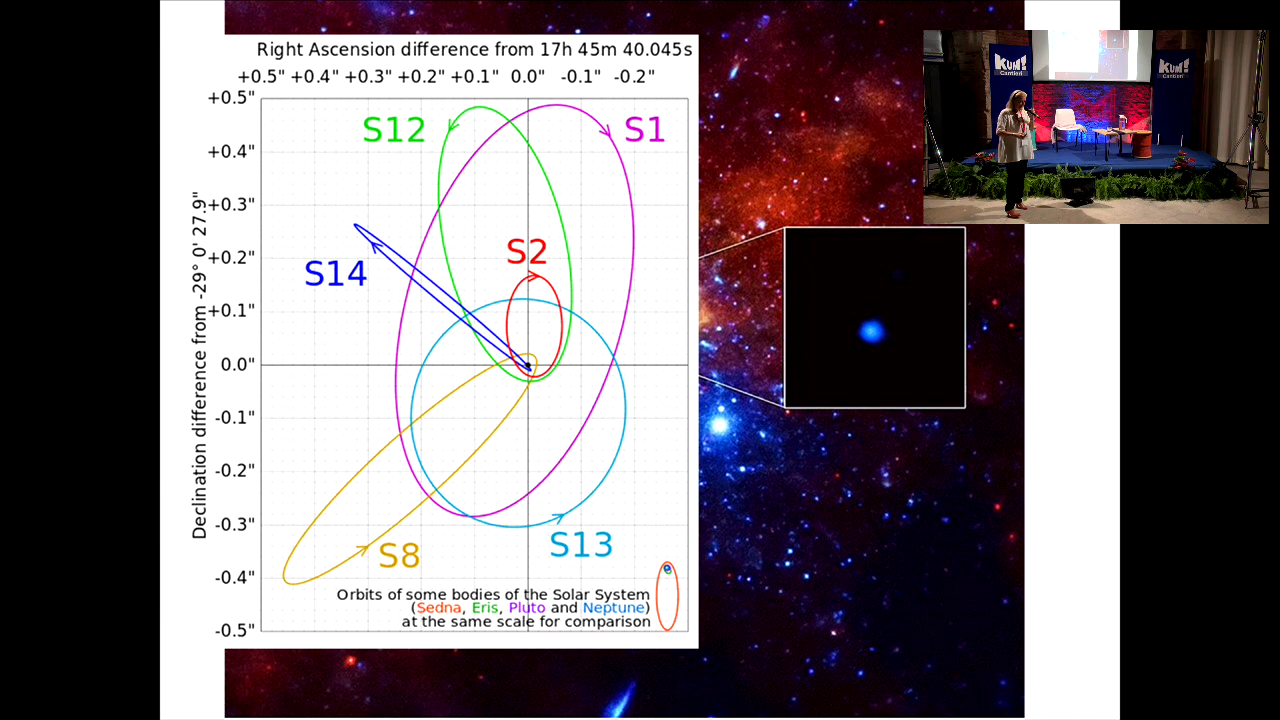 Right Ascension difference from 17h 45m 40.045s
+0.5" +0.4" +0.3" +0.2" +0.1" 0.0" -0.1" -0.2"
+0.5"
S12
S1
+0.4"
+0.3"
S2
+0.2"
S14
+0.1"
0.0"
-0.1"
-0.2"
-0.3"
S13
S8
-0.4"
-0.5"
Declination difference from -29° 0' 27.9"
Orbits of some bodies of the Solar System
(Sedna, Eris, Pluto and Neptune)
at the same scale for comparison
KUM!
Cantieri
KUM!
Cantieri